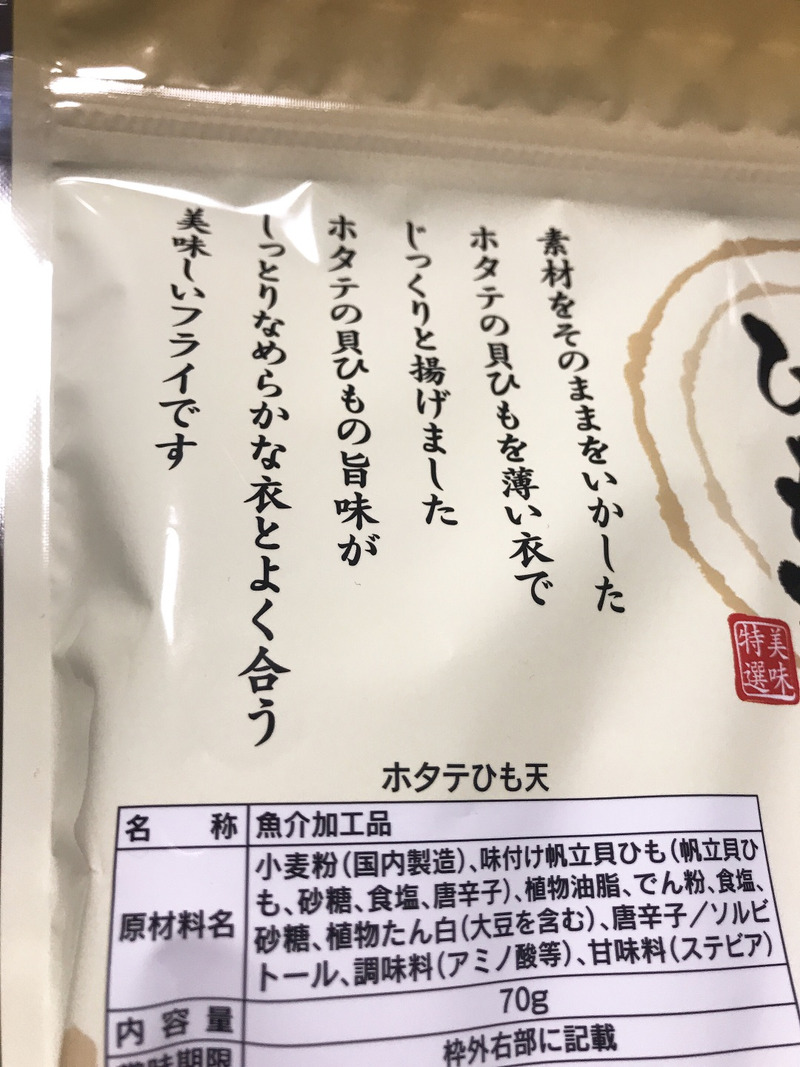 素材をそのままをいかした
ホタテの貝ひもを薄い衣で
じっくりと揚げました
ホタテの貝ひもの旨味が
しっとりなめらかな衣とよく合う
美味しいフライです
美味
特選
ホタテひも天
名 称 魚介加工品
原材料名
小麦粉(国内製造)、味付け帆立貝ひも(帆立貝ひ
も、砂糖、食塩、唐辛子)、植物油脂、でん粉、食塩、
砂糖、植物たん白(大豆を含む)、唐辛子/ソルビ
トール、調味料(アミノ酸等)、甘味料(ステビア)
内 容 量 70g
賞味期限 枠外右部に記載